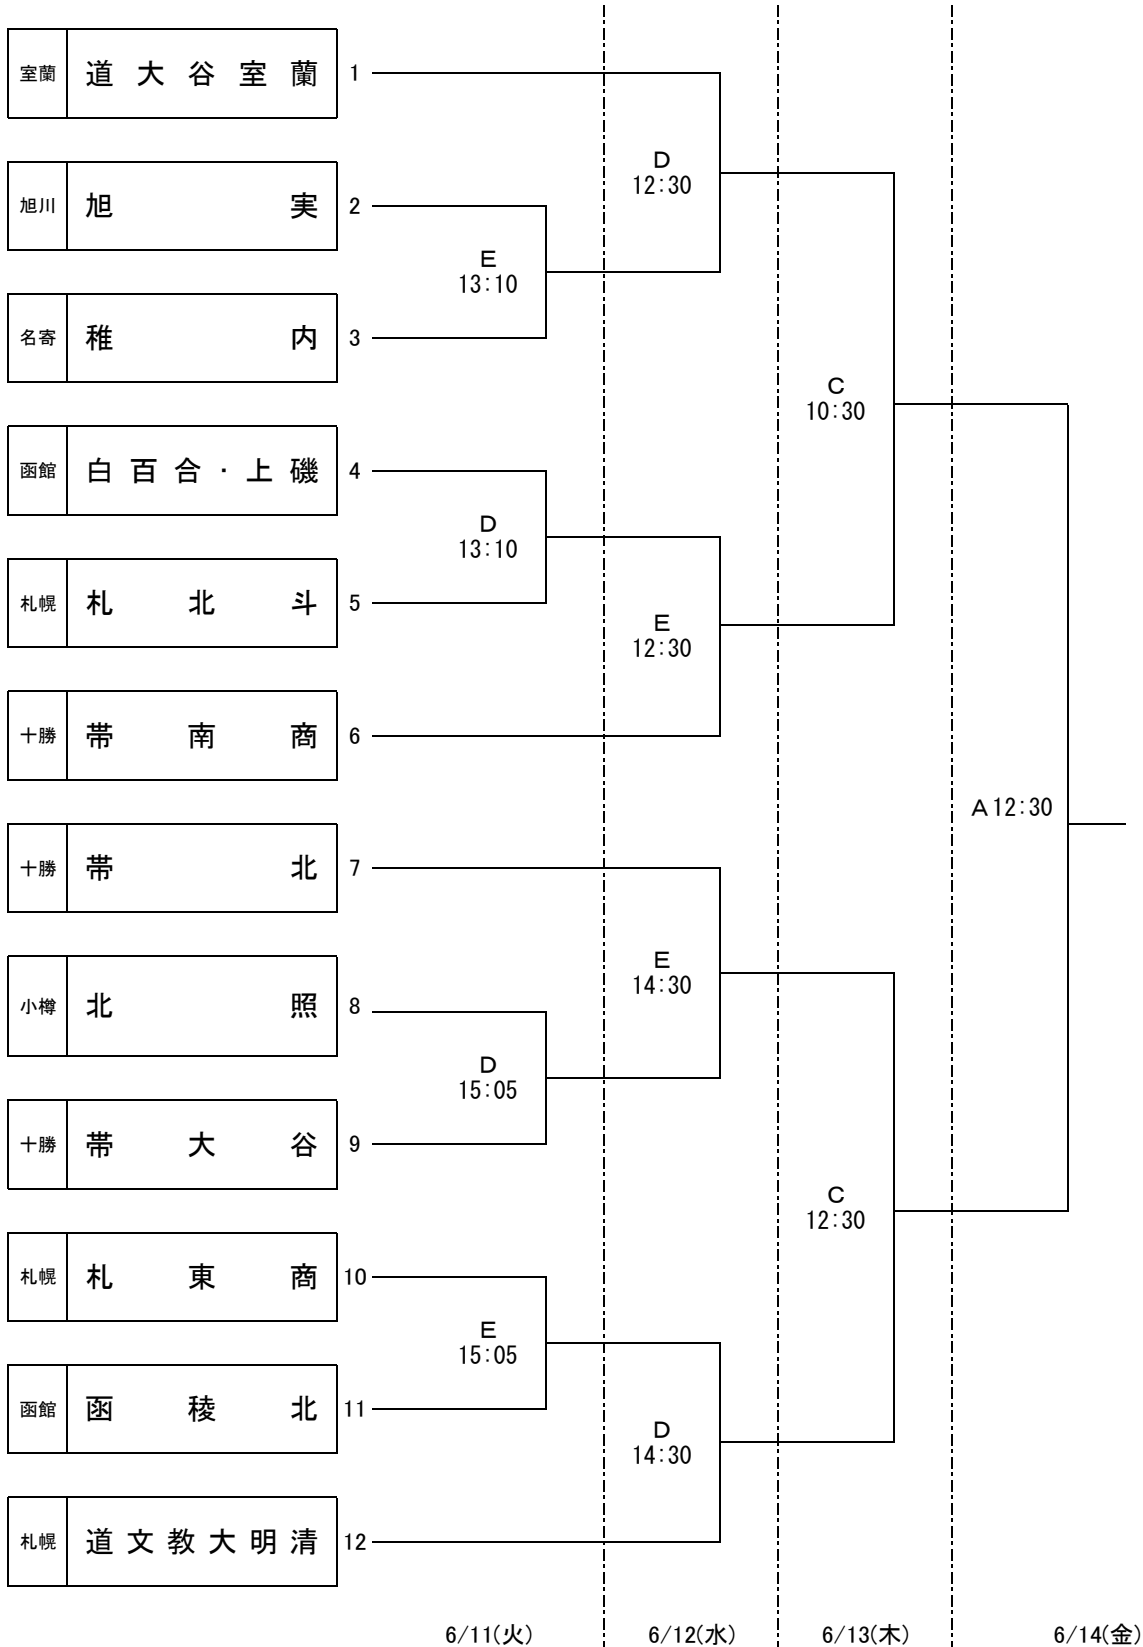 室蘭 道大谷室蘭 1
D
12:30
旭川 旭実 2
E
13:10
名寄 稚内 3
C
10:30
函館 白百合・上磯 4
D
13:10
札幌 札北斗 5
E
12:30
十勝 帯南商 6
A 12:30
十勝 帯北 7
E
14:30
小樽 北照 8
D
15:05
十勝 帯大谷 9
C
12:30
札幌 札東商 10
E
15:05
函館 函稜北 11
D
14:30
札幌 道文教大明清 12
6/11(火) 6/12(水) 6/13(木) 6/14(金)